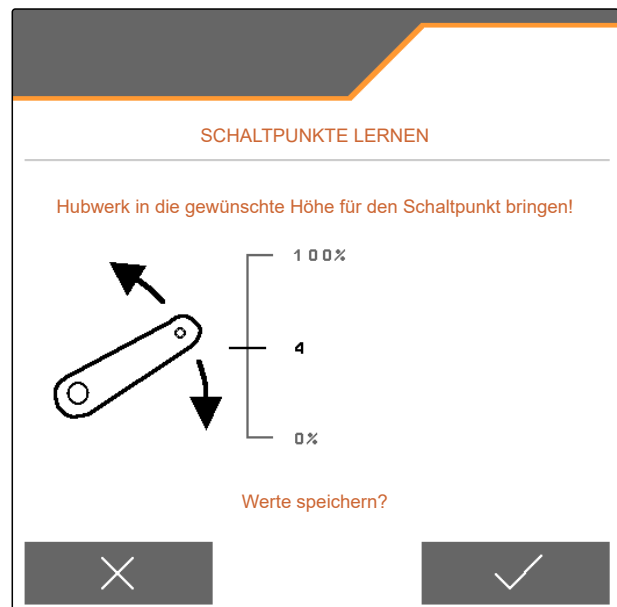 SCHALTPUNKTE LERNEN
Hubwerk in die gewünschte Höhe für den Schaltpunkt bringen!
100%
4
0%
Werte speichern?